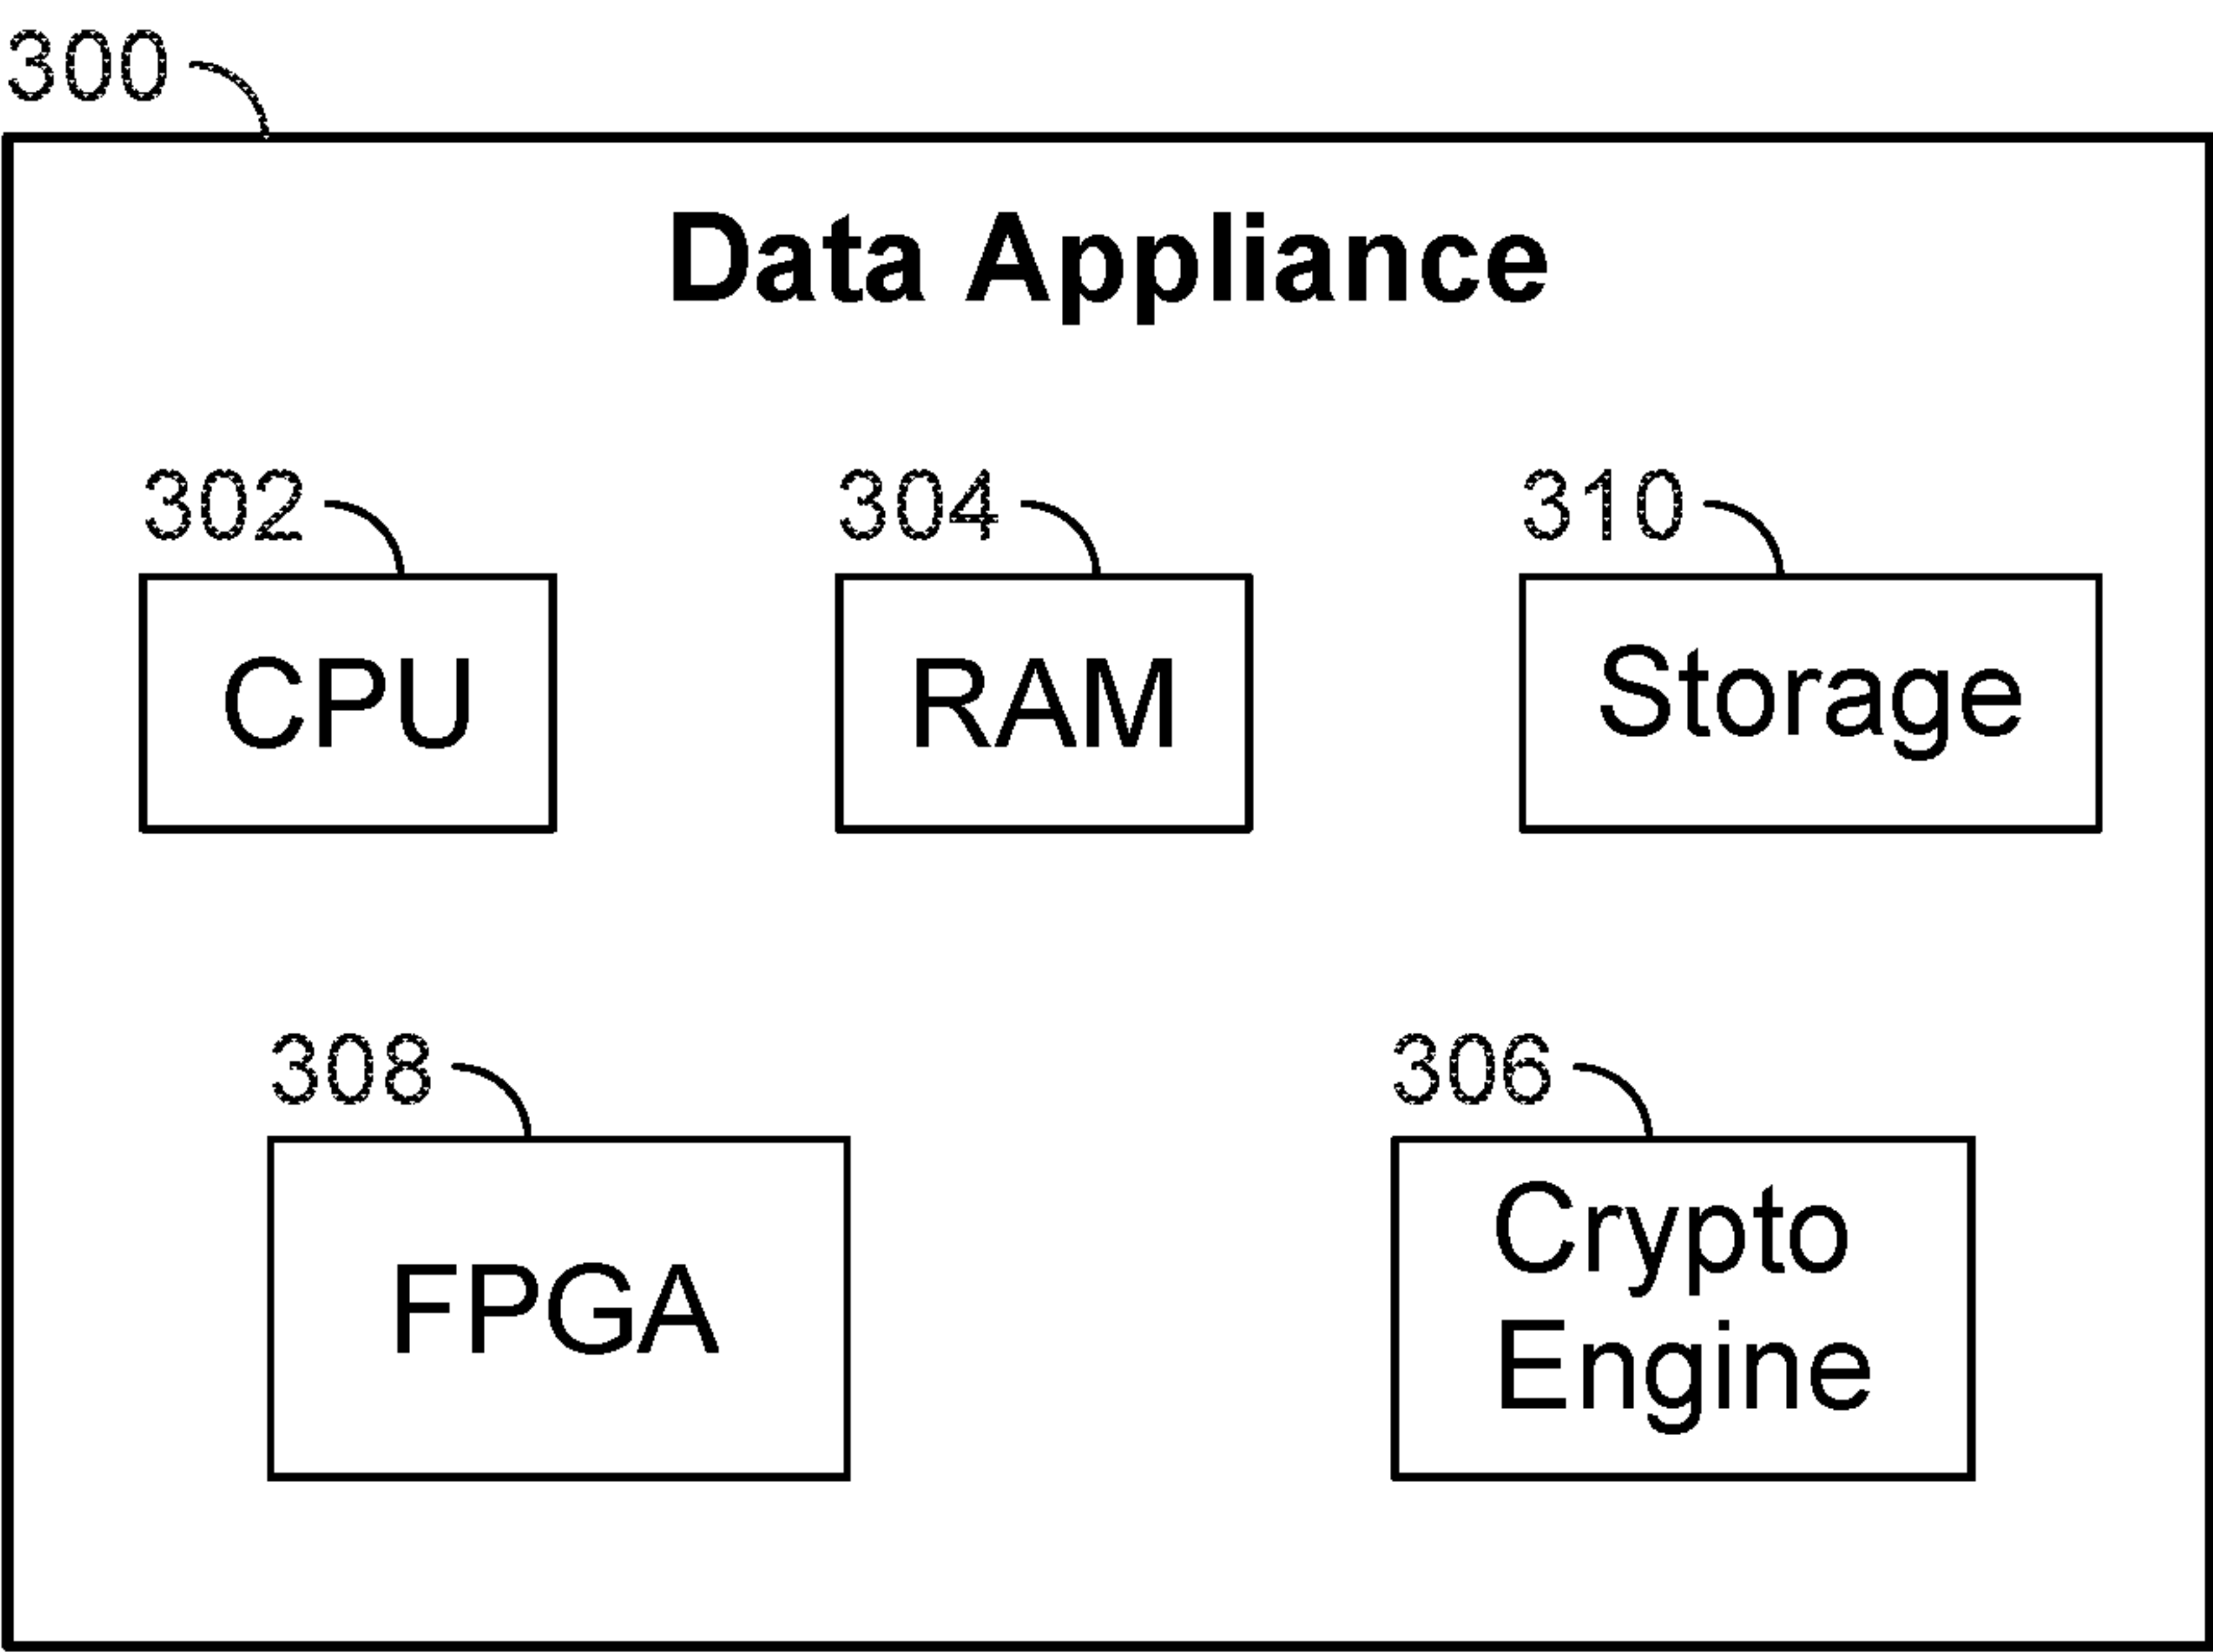 300
Data Appliance
302
304
310
CPU
RAM
Storage
308
306
FPGA
Crypto
Engine